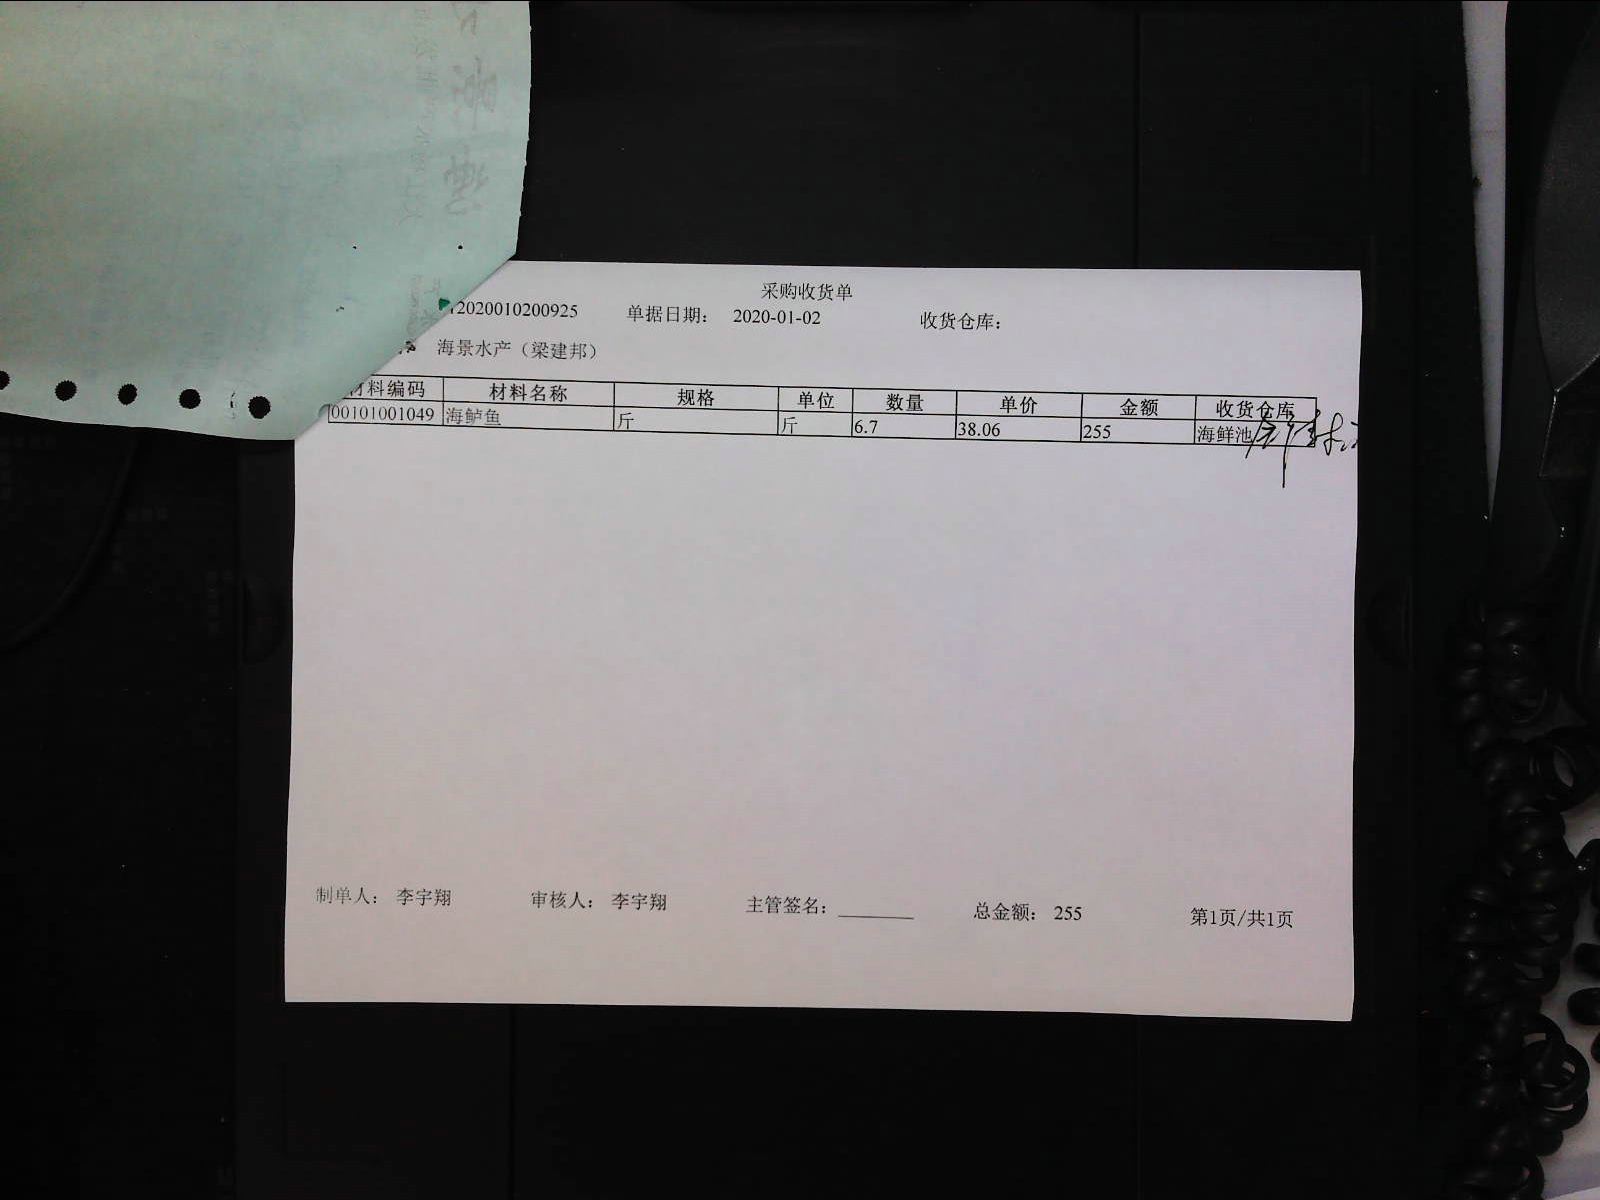 采购收货单
2020010200925 单据日期： 2020-01-02 收货仓库：
海景水产（梁建邦）
材料编码 材料名称 规格 单位 数量 单价 金额 收货仓库
00101001049 海鲈鱼 斤 斤 6.7 38.06 255 海鲜池
制单人： 李宇翔 审核人： 李宇翔 主管签名： 总金额： 255 第1页/共1页